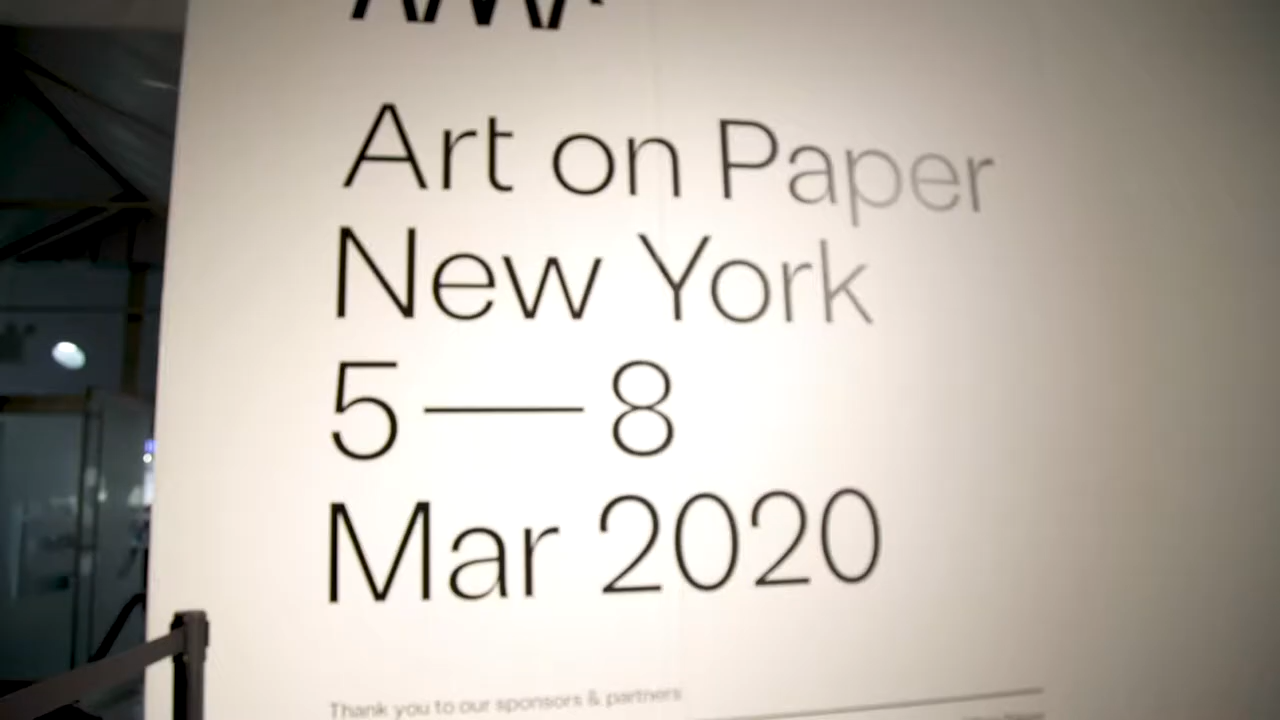 Art on Paper
New York
5—8
Mar 2020
Thank you to our sponsors & partners